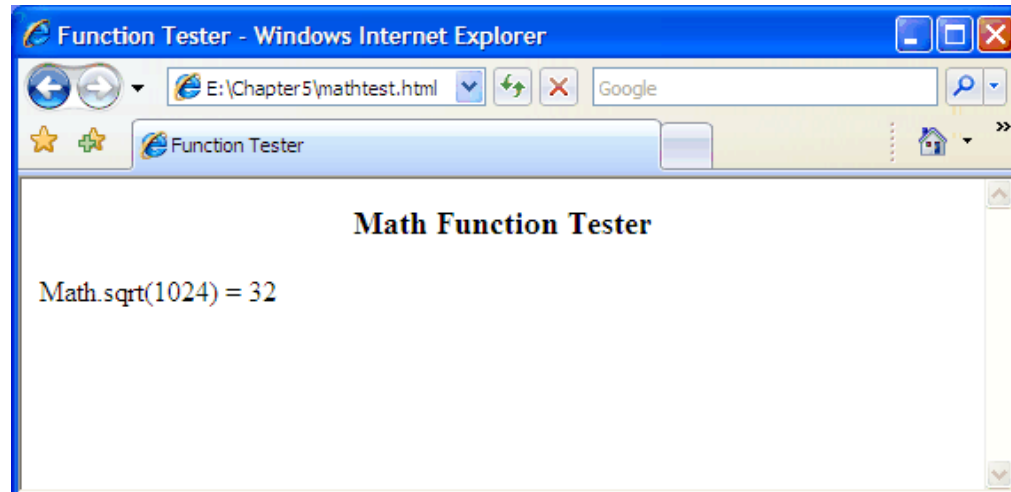 Function Tester - Windows Internet Explorer
E:\Chapter5\mathtest.html
Google
Function Tester
Math Function Tester
Math.sqrt(1024) = 32